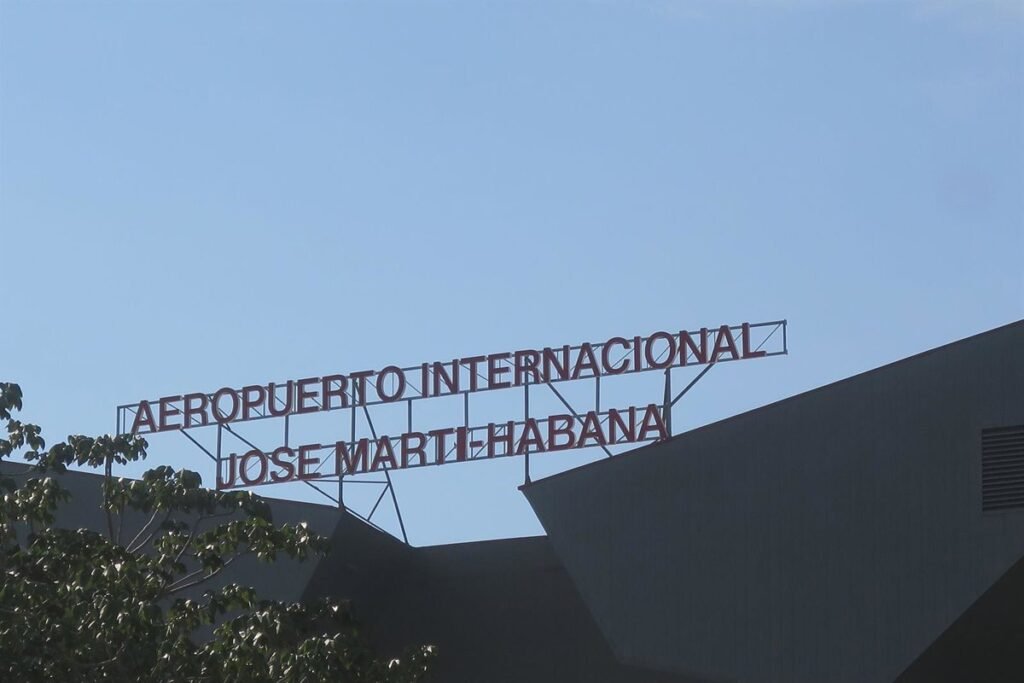 AEROPUERTO INTERNACIONAL
JOSE MARTI-HABANA